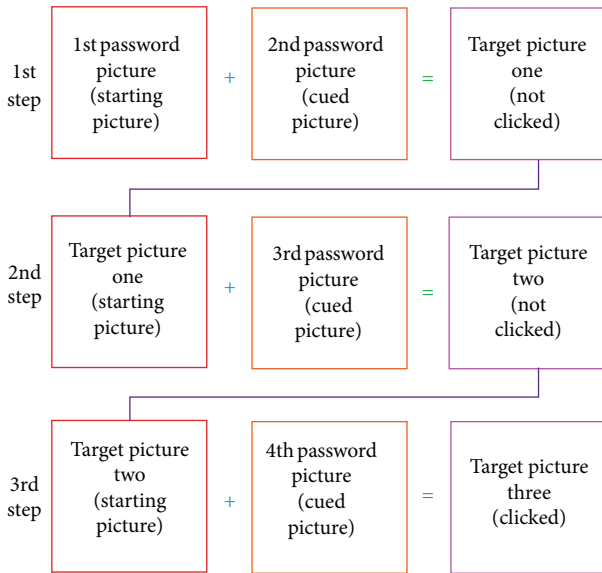 1st
step
1st password
picture
(starting
picture)
+
2nd password
picture
(cued
picture)
=
Target picture
one
(not
clicked)
2nd
step
Target picture
one
(starting
picture)
+
3rd password
picture
(cued
picture)
=
Target picture
two
(not
clicked)
3rd
step
Target picture
two
(starting
picture)
+
4th password
picture
(cued
picture)
=
Target picture
three
(clicked)